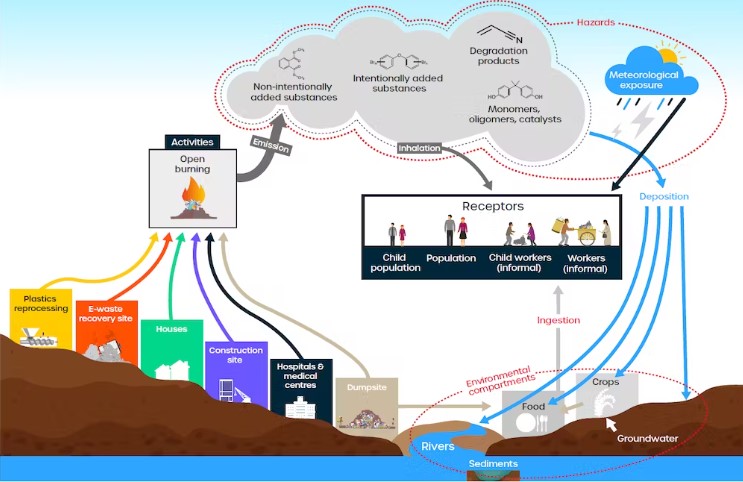 Hazards
Degradation
products
Non-intentionally
added substances
Intentionally added
substances
Monomers,
oligomers, catalysts
Meteorological
exposure
Activities
Open
burning
Emission
Inhalation
Deposition
Receptors
Child
population
Population
Child workers
(informal)
Workers
(informal)
Plastics
reprocessing
E-waste
recovery site
Houses
Construction
site
Hospitals &
medical
centres
Dumpsite
Ingestion
Environmental
compartments
Crops
Food
Groundwater
Rivers
Sediments